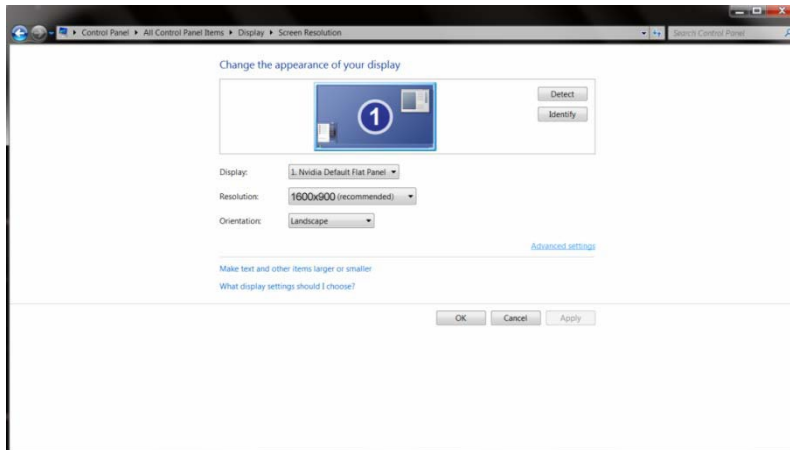 Control Panel ▸ All Control Panel Items ▸ Display ▸ Screen Resolution
Search Control Panel
Change the appearance of your display
1
Detect
Identify
Display: 1. Nvidia Default Flat Panel
Resolution: 1600x900 (recommended)
Orientation: Landscape
Advanced settings
Make text and other items larger or smaller
What display settings should I choose?
OK Cancel Apply